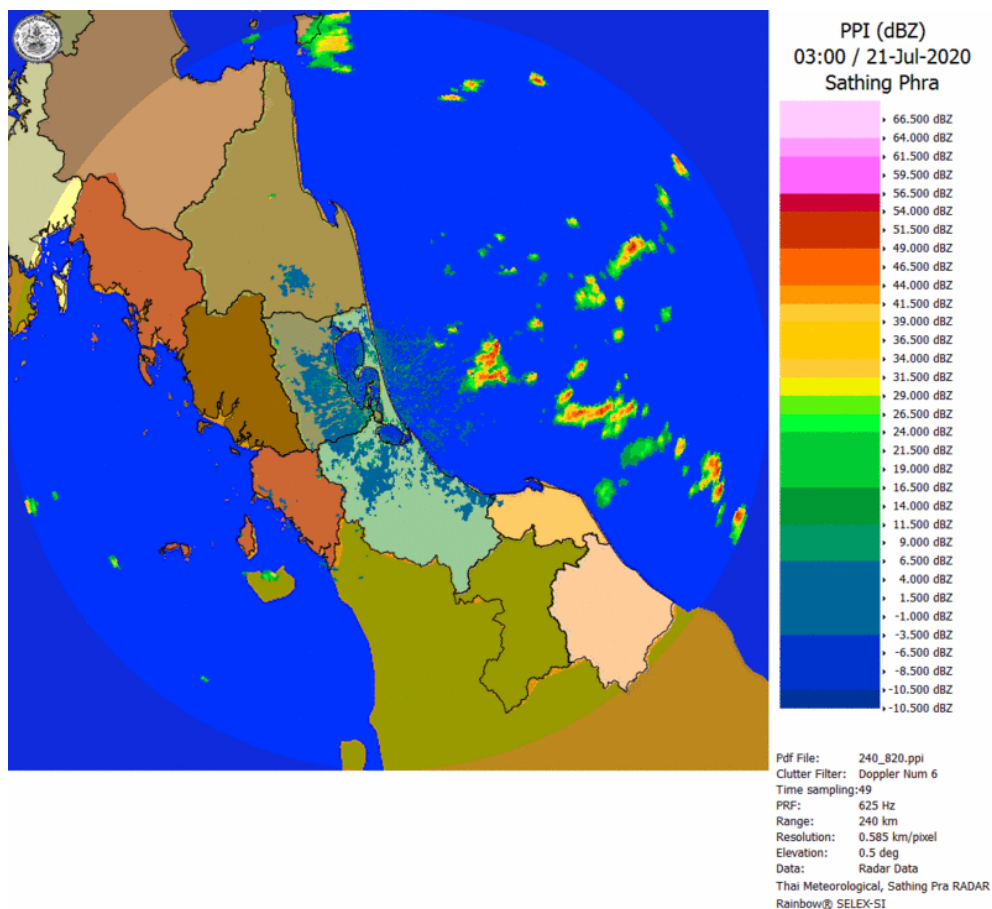 PPI (dBZ)
03:00 / 21-Jul-2020
Sathing Phra
66.500 dBZ
64.000 dBZ
61.500 dBZ
59.500 dBZ
56.500 dBZ
54.000 dBZ
51.500 dBZ
49.000 dBZ
46.500 dBZ
44.000 dBZ
41.500 dBZ
39.000 dBZ
36.500 dBZ
34.000 dBZ
31.500 dBZ
29.000 dBZ
26.500 dBZ
24.000 dBZ
21.500 dBZ
19.000 dBZ
16.500 dBZ
11.500 dBZ
9.000 dBZ
6.500 dBZ
4.000 dBZ
1.500 dBZ
-1.000 dBZ
-3.500 dBZ
-6.500 dBZ
-8.500 dBZ
-10.500 dBZ
-10.500 dBZ
Pdf File: 240_820.ppi
Clutter Filter: Doppler Num 6
Time sampling:49
PRF: 625 Hz
Range: 240 km
Resolution: 0.585 km/pixel
Elevation: 0.5 deg
Data: Radar Data
Thai Meteorological, Sathing Pra RADAR
Rainbow® SELEX-SI